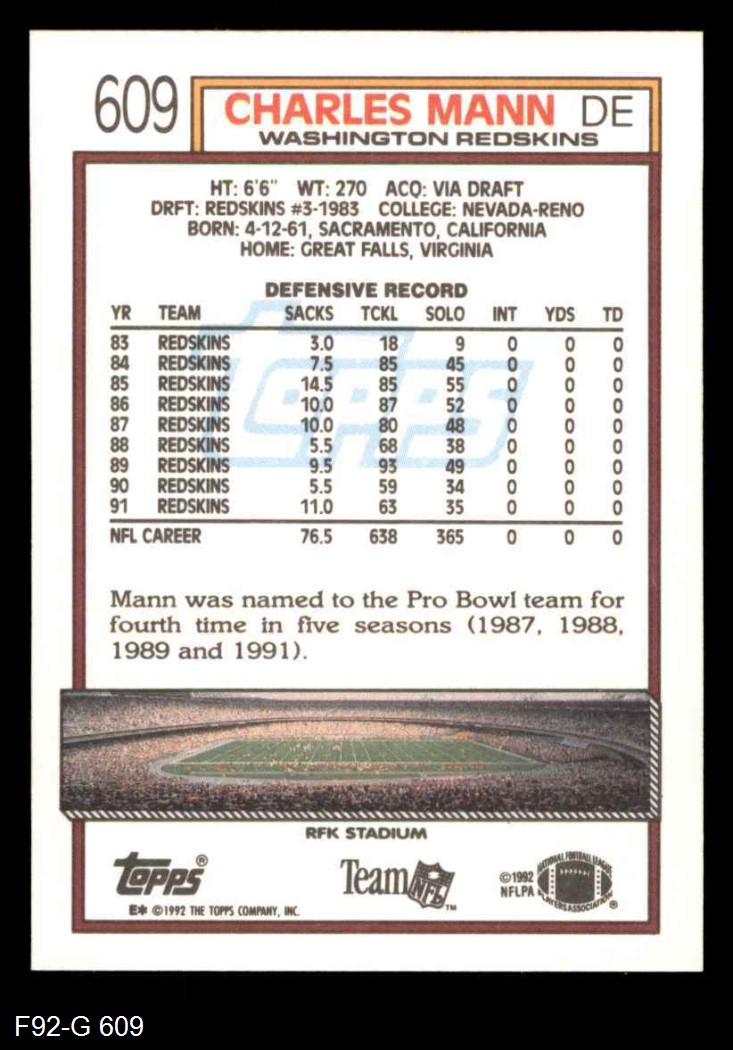 609 CHARLES MANN DE
WASHINGTON REDSKINS
HT: 6'6" WT: 270 ACQ: VIA DRAFT
DRFT: REDSKINS #3-1983 COLLEGE: NEVADA-RENO
BORN: 4-12-61, SACRAMENTO, CALIFORNIA
HOME: GREAT FALLS, VIRGINIA
DEFENSIVE RECORD
YR TEAM SACKS TCKL SOLO INT YDS TD
83 REDSKINS 3.0 18 9 0 0 0
84 REDSKINS 7.5 85 45 0 0 0
85 REDSKINS 14.5 85 55 0 0 0
86 REDSKINS 10.0 87 52 0 0 0
87 REDSKINS 10.0 80 48 0 0 0
88 REDSKINS 5.5 68 38 0 0 0
89 REDSKINS 9.5 93 49 0 0 0
90 REDSKINS 5.5 59 34 0 0 0
91 REDSKINS 11.0 63 35 0 0 0
NFL CAREER 76.5 638 365 0 0 0
Topps
Mann was named to the Pro Bowl team for
fourth time in five seasons (1987, 1988,
1989 and 1991).
RFK STADIUM
Topps®
Team NFL™
©1992
NFLPA
NATIONAL FOOTBALL LEAGUE
PLAYERS ASSOCIATION ®
E* ©1992 THE TOPPS COMPANY, INC.
F92-G 609